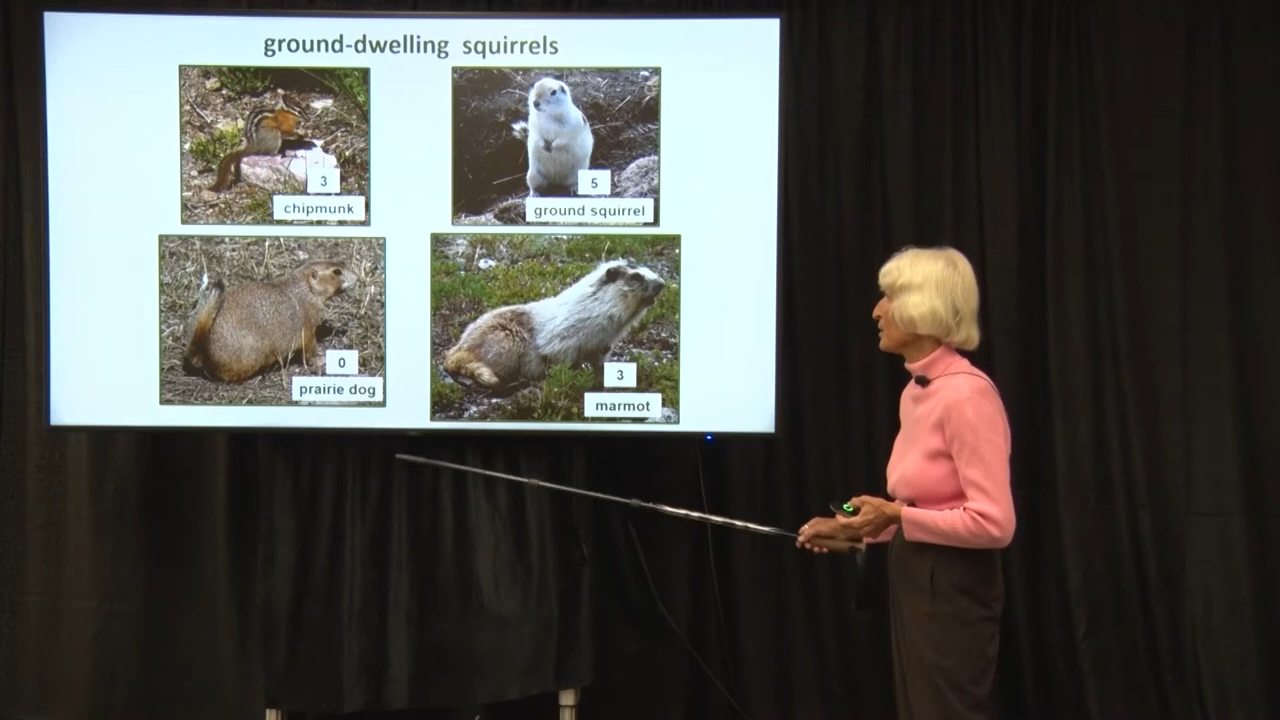 ground-dwelling squirrels
3
chipmunk
5
ground squirrel
0
prairie dog
3
marmot